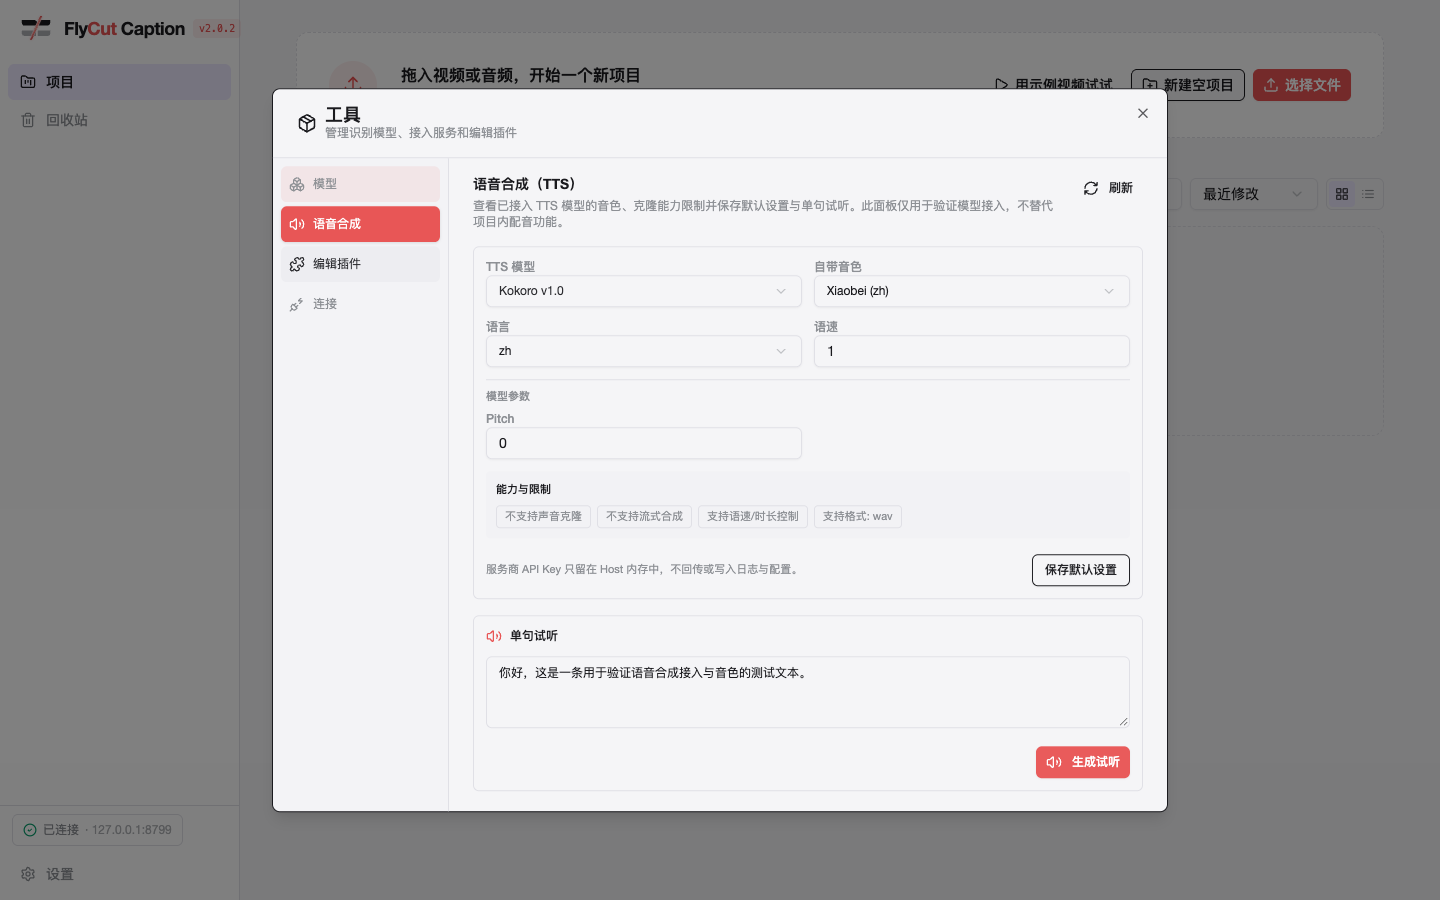 FlyCut Caption v2.0.2
项目
回收站
拖入视频或音频，开始一个新项目
用示例视频试试
新建空项目
选择文件
最近修改
工具
管理识别模型、接入服务和编辑插件
模型
语音合成
编辑插件
连接
语音合成（TTS）
刷新
查看已接入 TTS 模型的音色、克隆能力限制并保存默认设置与单句试听。此面板仅用于验证模型接入，不替代
项目内配音功能。
TTS 模型
自带音色
Kokoro v1.0
Xiaobei (zh)
语言
语速
zh
1
模型参数
Pitch
0
能力与限制
不支持声音克隆
不支持流式合成
支持语速/时长控制
支持格式: wav
服务商 API Key 只留在 Host 内存中，不回传或写入日志与配置。
保存默认设置
单句试听
你好，这是一条用于验证语音合成接入与音色的测试文本。
生成试听
已连接 · 127.0.0.1:8799
设置